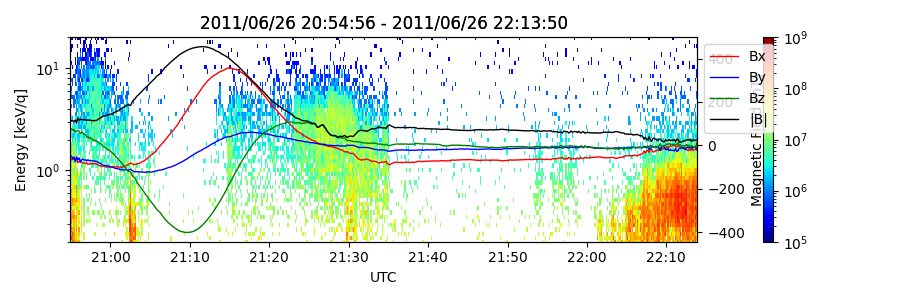 2011/06/26 20:54:56 - 2011/06/26 22:13:50
Energy [keV/q]
10¹
10⁰
21:00
21:10
21:20
21:30
21:40
21:50
22:00
22:10
UTC
400
200
0
−200
−400
Magnetic
Bx
By
Bz
|B|
10⁹
10⁸
10⁷
10⁶
10⁵